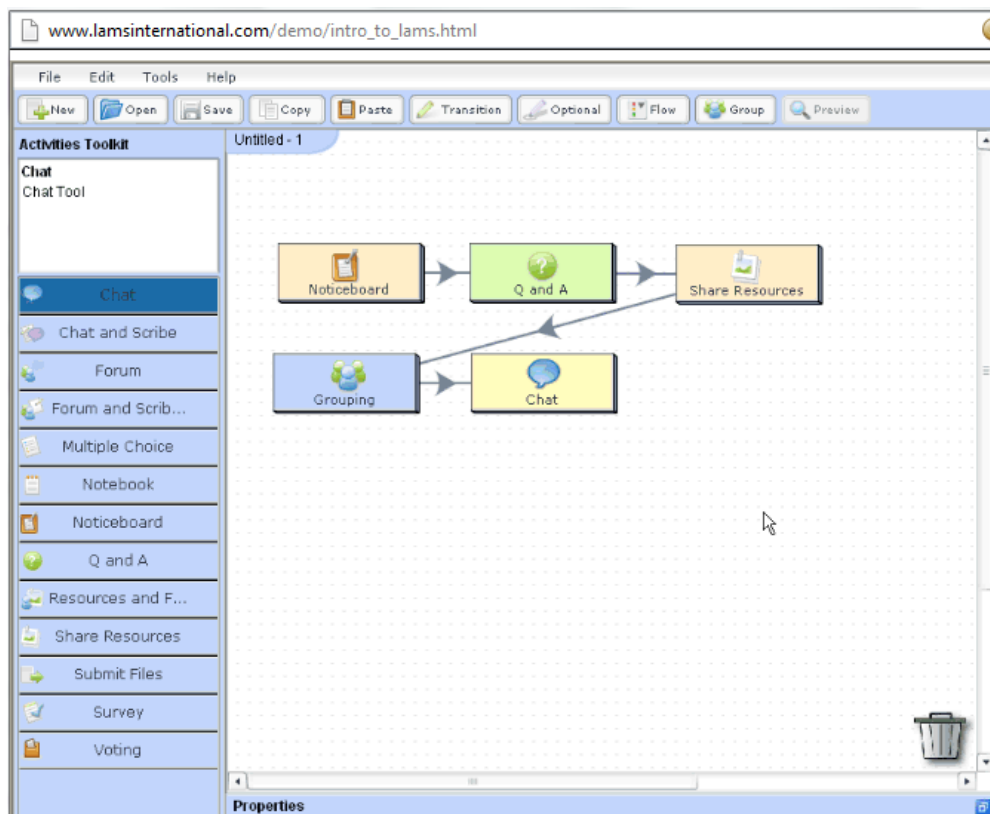 www.lamsinternational.com/demo/intro_to_lams.html
File Edit Tools Help
New Open Save Copy Paste Transition Optional Flow Group Preview
Activities Toolkit
Untitled - 1
Chat
Chat Tool
Chat
Chat and Scribe
Forum
Forum and Scrib...
Multiple Choice
Notebook
Noticeboard
Q and A
Resources and F...
Share Resources
Submit Files
Survey
Voting
Noticeboard
Q and A
Share Resources
Grouping
Chat
Properties